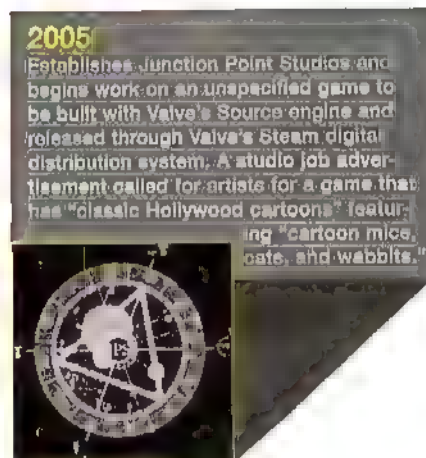 2005
Establishes Junction Point Studios and
begins work on an unspecified game to
be built with Valve's Source engine and
released through Valve's Steam digital
distribution system. A studio job adver-
tisement called for artists for a game that
has "classic Hollywood cartoons" featur-
ing "cartoon mice,
cats, and wabbits."